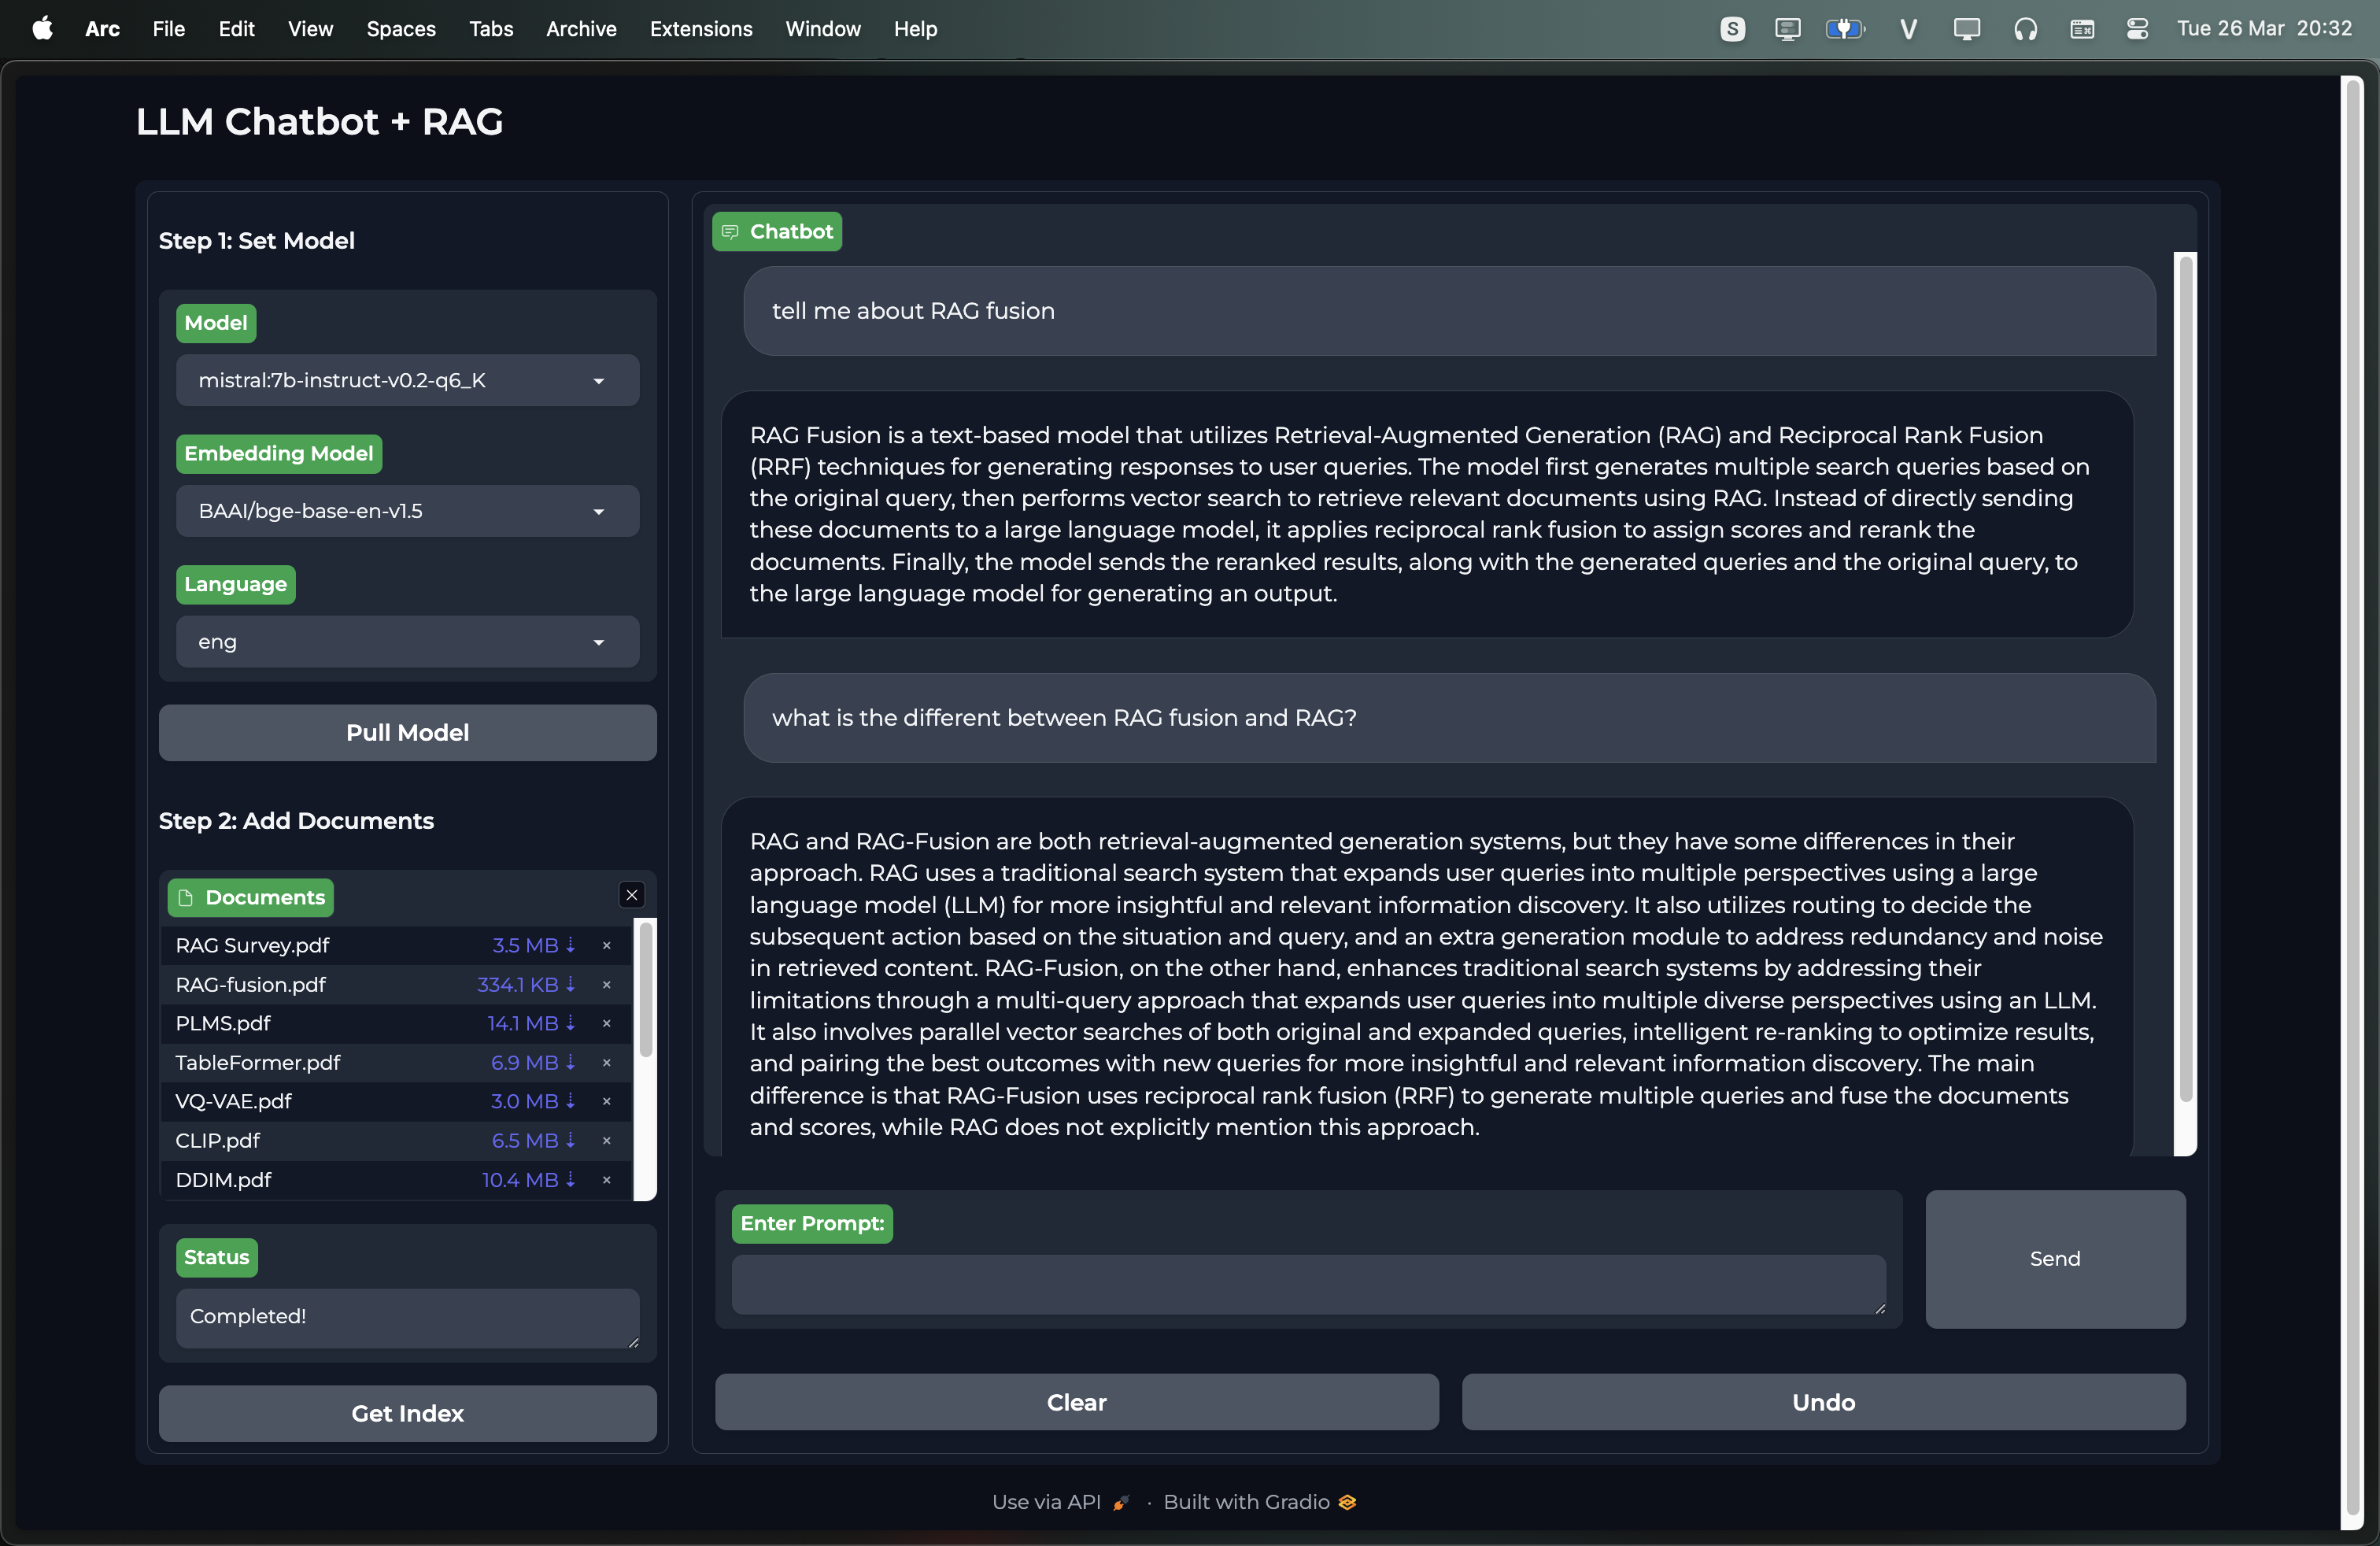 Arc File Edit View Spaces Tabs Archive Extensions Window Help S V Tue 26 Mar 20:32
LLM Chatbot + RAG
Step 1: Set Model
Model
mistral:7b-instruct-v0.2-q6_K
Embedding Model
BAAI/bge-base-en-v1.5
Language
eng
Pull Model
Step 2: Add Documents
Documents
RAG Survey.pdf 3.5 MB ⇣ ×
RAG-fusion.pdf 334.1 KB ⇣ ×
PLMS.pdf 14.1 MB ⇣ ×
TableFormer.pdf 6.9 MB ⇣ ×
VQ-VAE.pdf 3.0 MB ⇣ ×
CLIP.pdf 6.5 MB ⇣ ×
DDIM.pdf 10.4 MB ⇣ ×
Status
Completed!
Get Index
Chatbot
tell me about RAG fusion
RAG Fusion is a text-based model that utilizes Retrieval-Augmented Generation (RAG) and Reciprocal Rank Fusion
(RRF) techniques for generating responses to user queries. The model first generates multiple search queries based on
the original query, then performs vector search to retrieve relevant documents using RAG. Instead of directly sending
these documents to a large language model, it applies reciprocal rank fusion to assign scores and rerank the
documents. Finally, the model sends the reranked results, along with the generated queries and the original query, to
the large language model for generating an output.
what is the different between RAG fusion and RAG?
RAG and RAG-Fusion are both retrieval-augmented generation systems, but they have some differences in their
approach. RAG uses a traditional search system that expands user queries into multiple perspectives using a large
language model (LLM) for more insightful and relevant information discovery. It also utilizes routing to decide the
subsequent action based on the situation and query, and an extra generation module to address redundancy and noise
in retrieved content. RAG-Fusion, on the other hand, enhances traditional search systems by addressing their
limitations through a multi-query approach that expands user queries into multiple diverse perspectives using an LLM.
It also involves parallel vector searches of both original and expanded queries, intelligent re-ranking to optimize results,
and pairing the best outcomes with new queries for more insightful and relevant information discovery. The main
difference is that RAG-Fusion uses reciprocal rank fusion (RRF) to generate multiple queries and fuse the documents
and scores, while RAG does not explicitly mention this approach.
Enter Prompt:
Send
Clear
Undo
Use via API · Built with Gradio